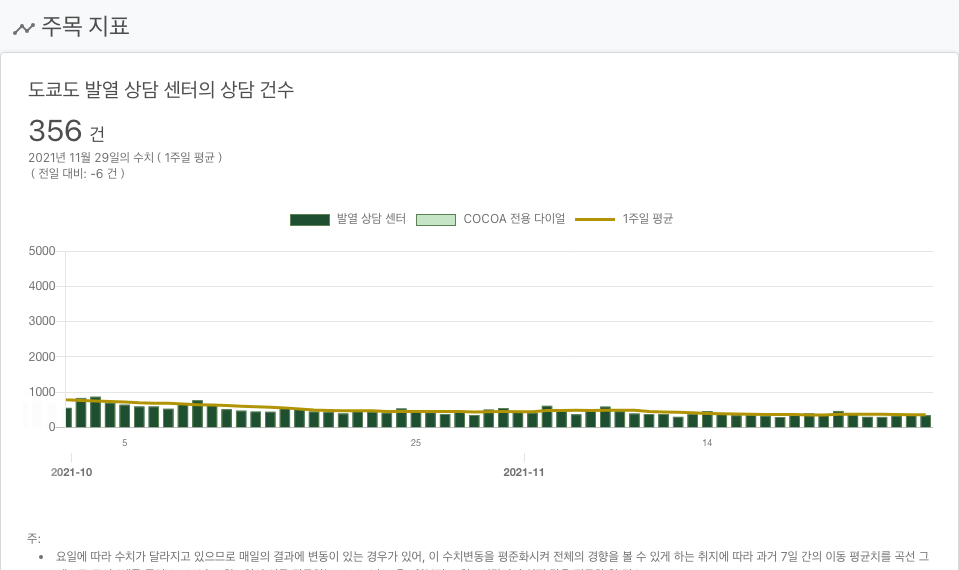 주목 지표
도쿄도 발열 상담 센터의 상담 건수
356 건
2021년 11월 29일의 수치 ( 1주일 평균 )
( 전일 대비: -6 건 )
발열 상담 센터 COCOA 전용 다이얼 1주일 평균
5000
4000
3000
2000
1000
0
5 25 14
2021-10 2021-11
주:
• 요일에 따라 수치가 달라지고 있으므로 매일의 결과에 변동이 있는 경우가 있어, 이 수치변동을 평준화시켜 전체의 경향을 볼 수 있게 하는 취지에 따라 과거 7일 간의 이동 평균치를 곡선 그